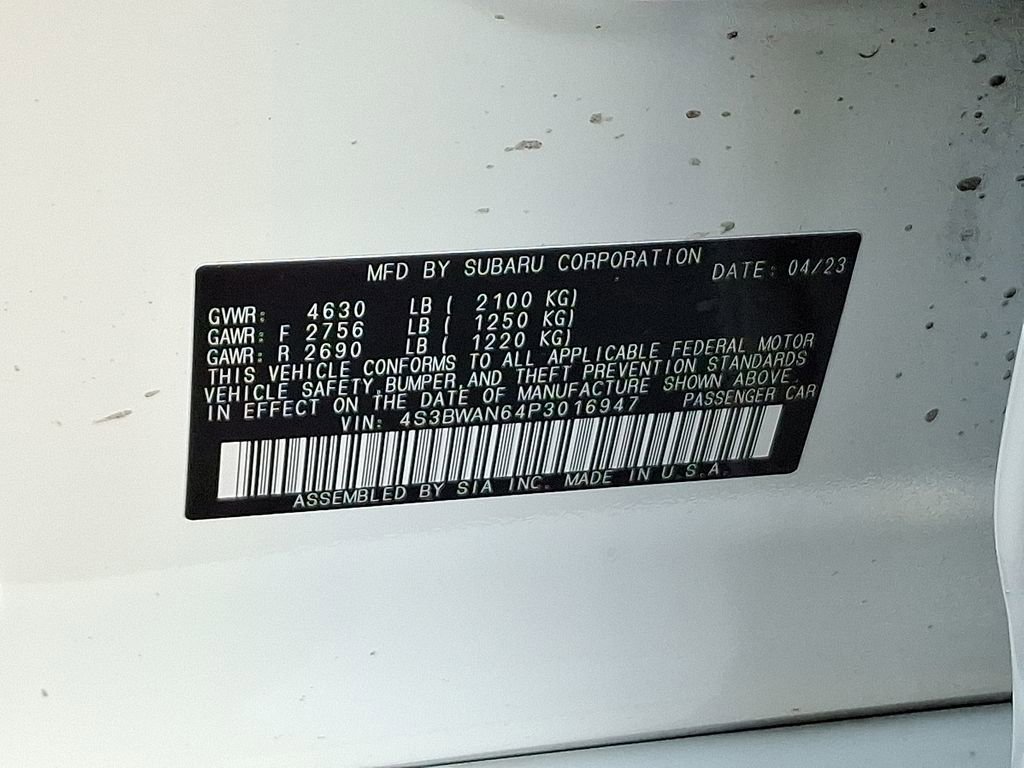 MFD BY SUBARU CORPORATION DATE: 04/23
GVWR: 4630 LB ( 2100 KG)
GAWR: F 2756 LB ( 1250 KG)
GAWR: R 2690 LB ( 1220 KG)
THIS VEHICLE CONFORMS TO ALL APPLICABLE FEDERAL MOTOR
VEHICLE SAFETY,BUMPER,AND THEFT PREVENTION STANDARDS
IN EFFECT ON THE DATE OF MANUFACTURE SHOWN ABOVE.
VIN: 4S3BWAN64P3016947 PASSENGER CAR
ASSEMBLED BY SIA INC. MADE IN U.S.A.